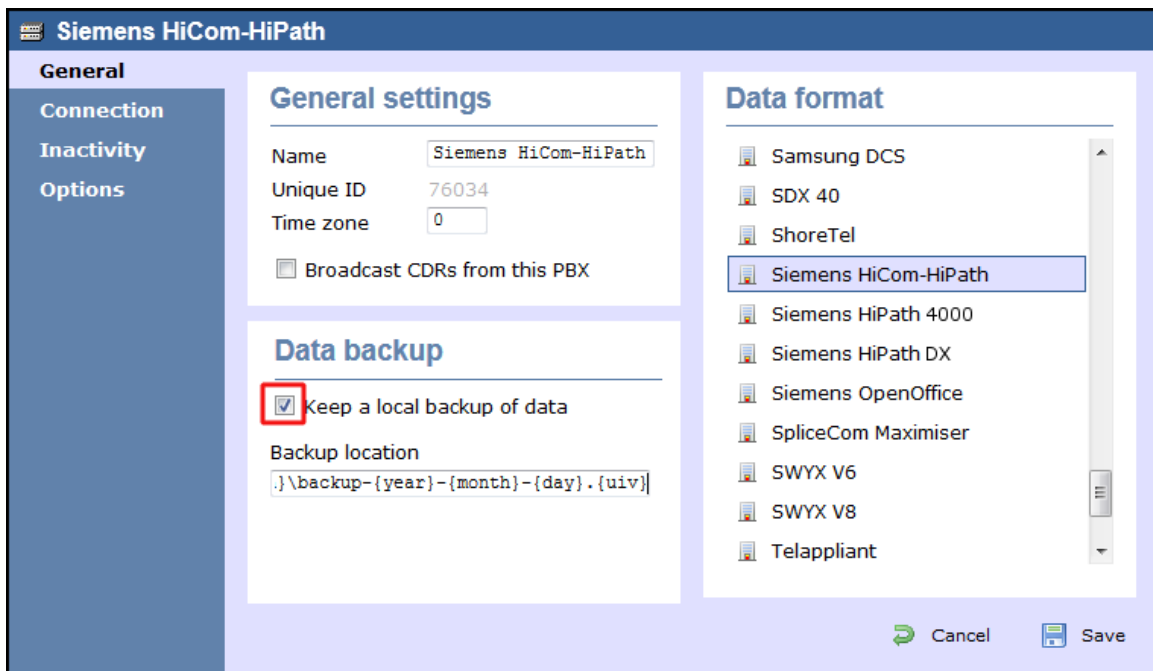 Siemens HiCom-HiPath
General
Connection
Inactivity
Options
General settings
Name Siemens HiCom-HiPath
Unique ID 76034
Time zone 0
Broadcast CDRs from this PBX
Data backup
Keep a local backup of data
Backup location
.}\backup-{year}-{month}-{day}.{uiv}
Data format
Samsung DCS
SDX 40
ShoreTel
Siemens HiCom-HiPath
Siemens HiPath 4000
Siemens HiPath DX
Siemens OpenOffice
SpliceCom Maximiser
SWYX V6
SWYX V8
Telappliant
Cancel Save